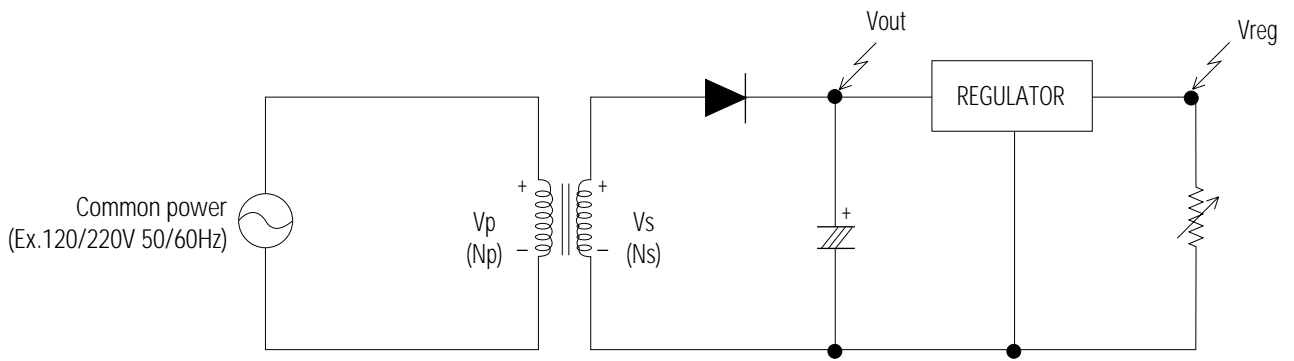 Vout
Vreg
REGULATOR
Common power
(Ex.120/220V 50/60Hz)
+
−
Vp
(Np)
+
−
Vs
(Ns)
+